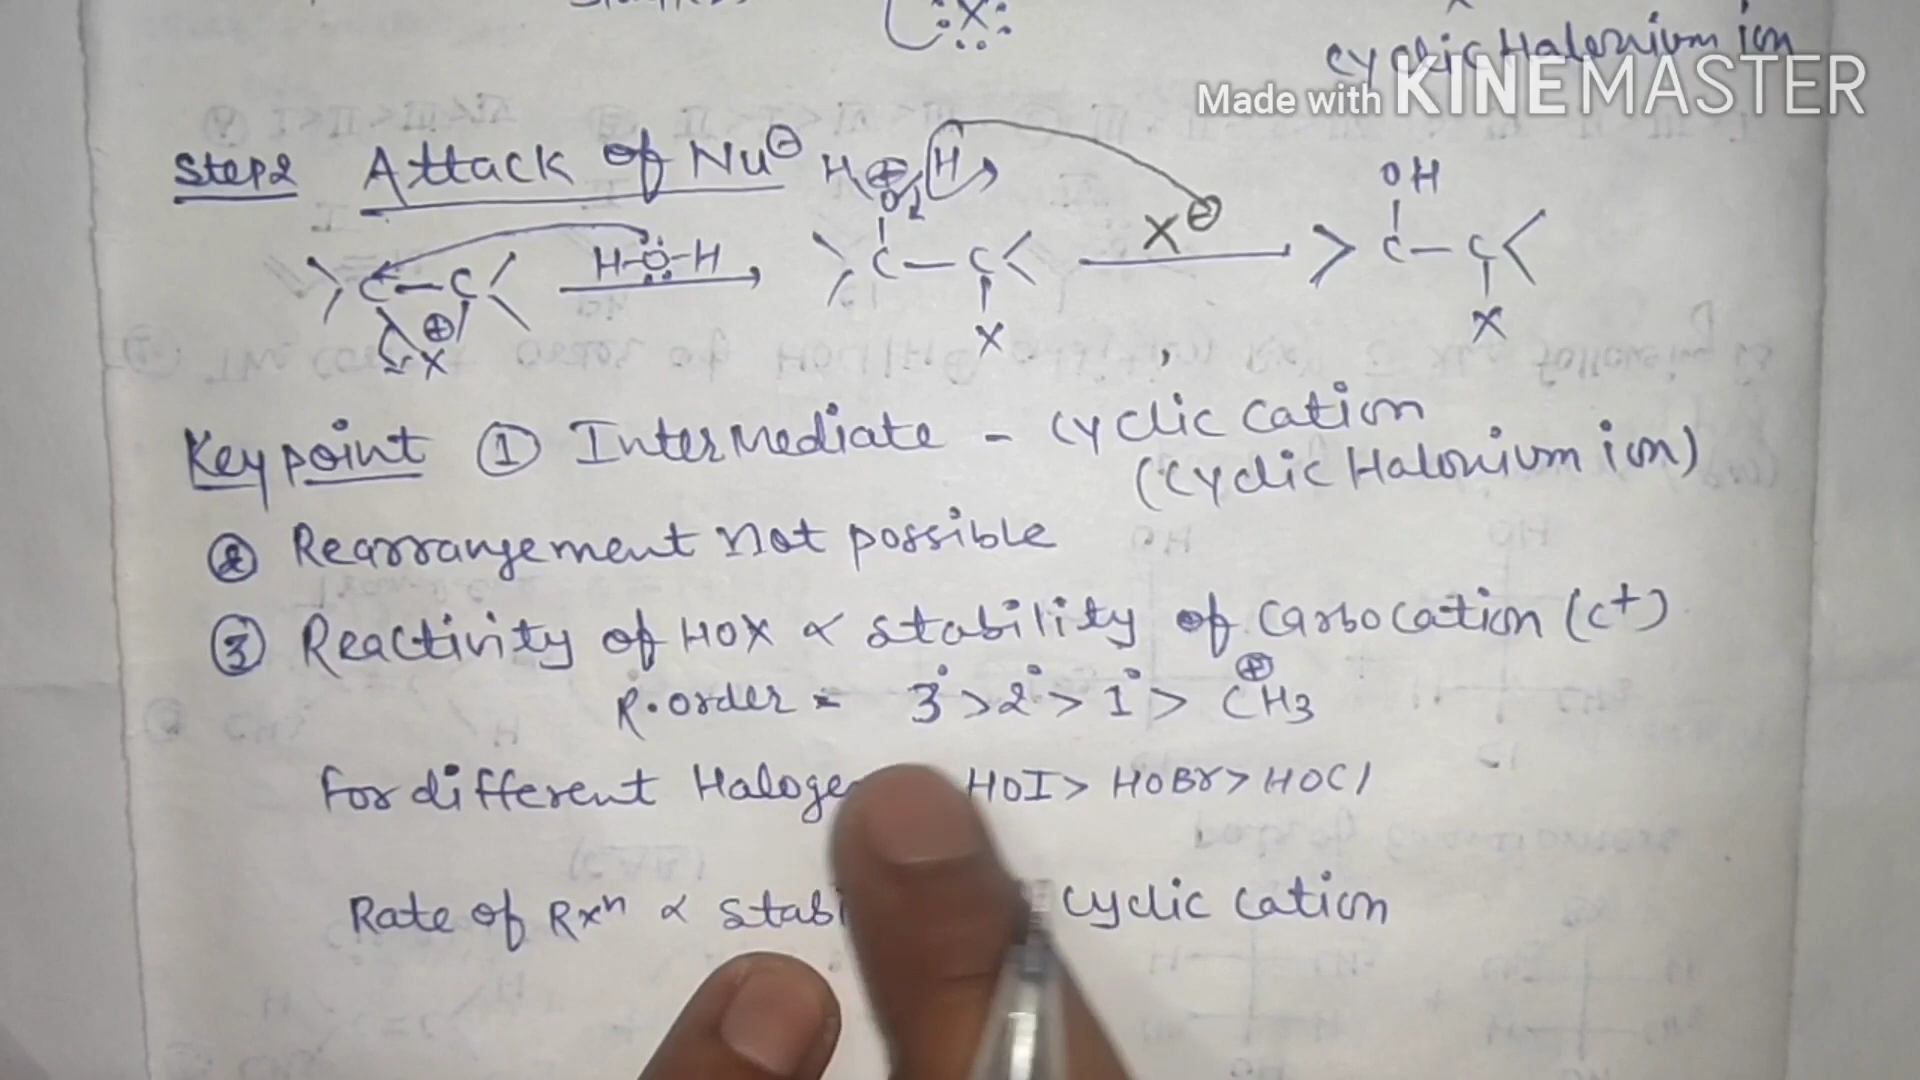 :X:
cyclic Halonium ion
Made with KINEMASTER
Step2 Attack of Nu⊖
H ⊕ H
O
C—C
X
C—C
⊕
X
H-O-H
X⊖
OH
C—C
X
Key point ① Intermediate - cyclic cation
(cyclic Halonium ion)
② Rearrangement not possible
③ Reactivity of HOX ∝ stability of Carbocation (C+)
R.order = 3° > 2° > 1° > CH3 ⊕
For different HOI > HOBr > HOCl
Rate of Rxn ∝ cyclic cation